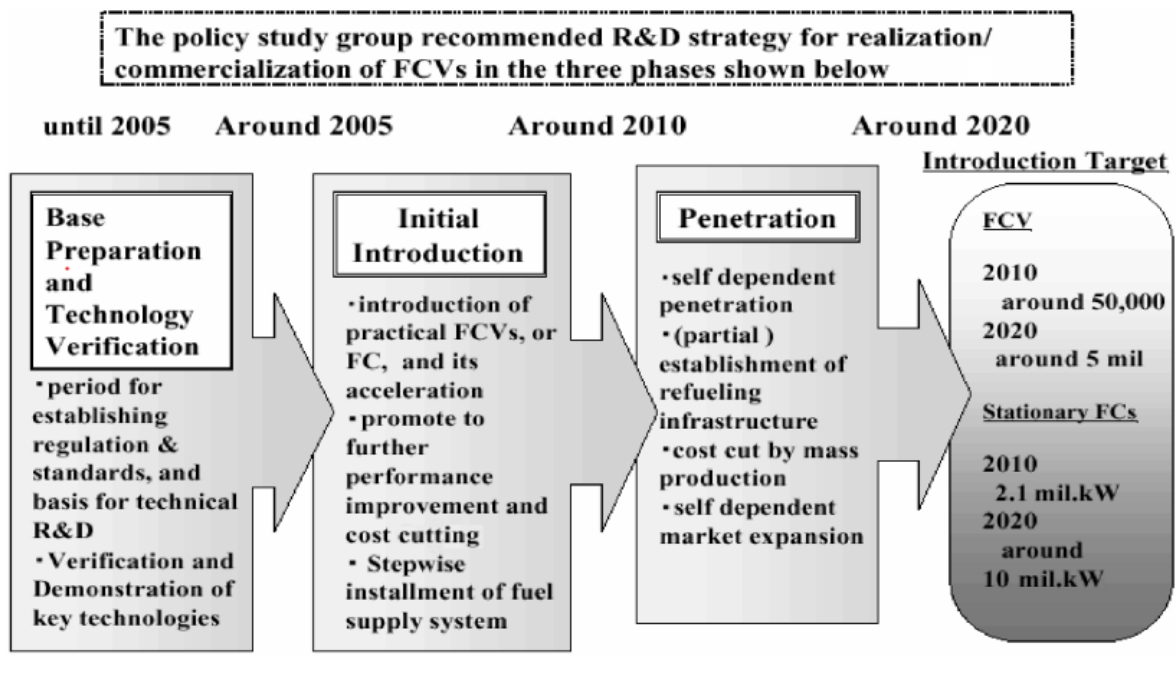 The policy study group recommended R&D strategy for realization/
commercialization of FCVs in the three phases shown below
until 2005
Around 2005
Around 2010
Around 2020
Base
Preparation
and
Technology
Verification
・period for
establishing
regulation &
standards, and
basis for technical
R&D
・Verification and
Demonstration of
key technologies
Initial
Introduction
・introduction of
practical FCVs, or
FC, and its
acceleration
・promote to
further
performance
improvement and
cost cutting
・ Stepwise
installment of fuel
supply system
Penetration
・self dependent
penetration
・(partial )
establishment of
refueling
infrastructure
・cost cut by mass
production
・self dependent
market expansion
Introduction Target
FCV
2010
around 50,000
2020
around 5 mil
Stationary FCs
2010
2.1 mil.kW
2020
around
10 mil.kW